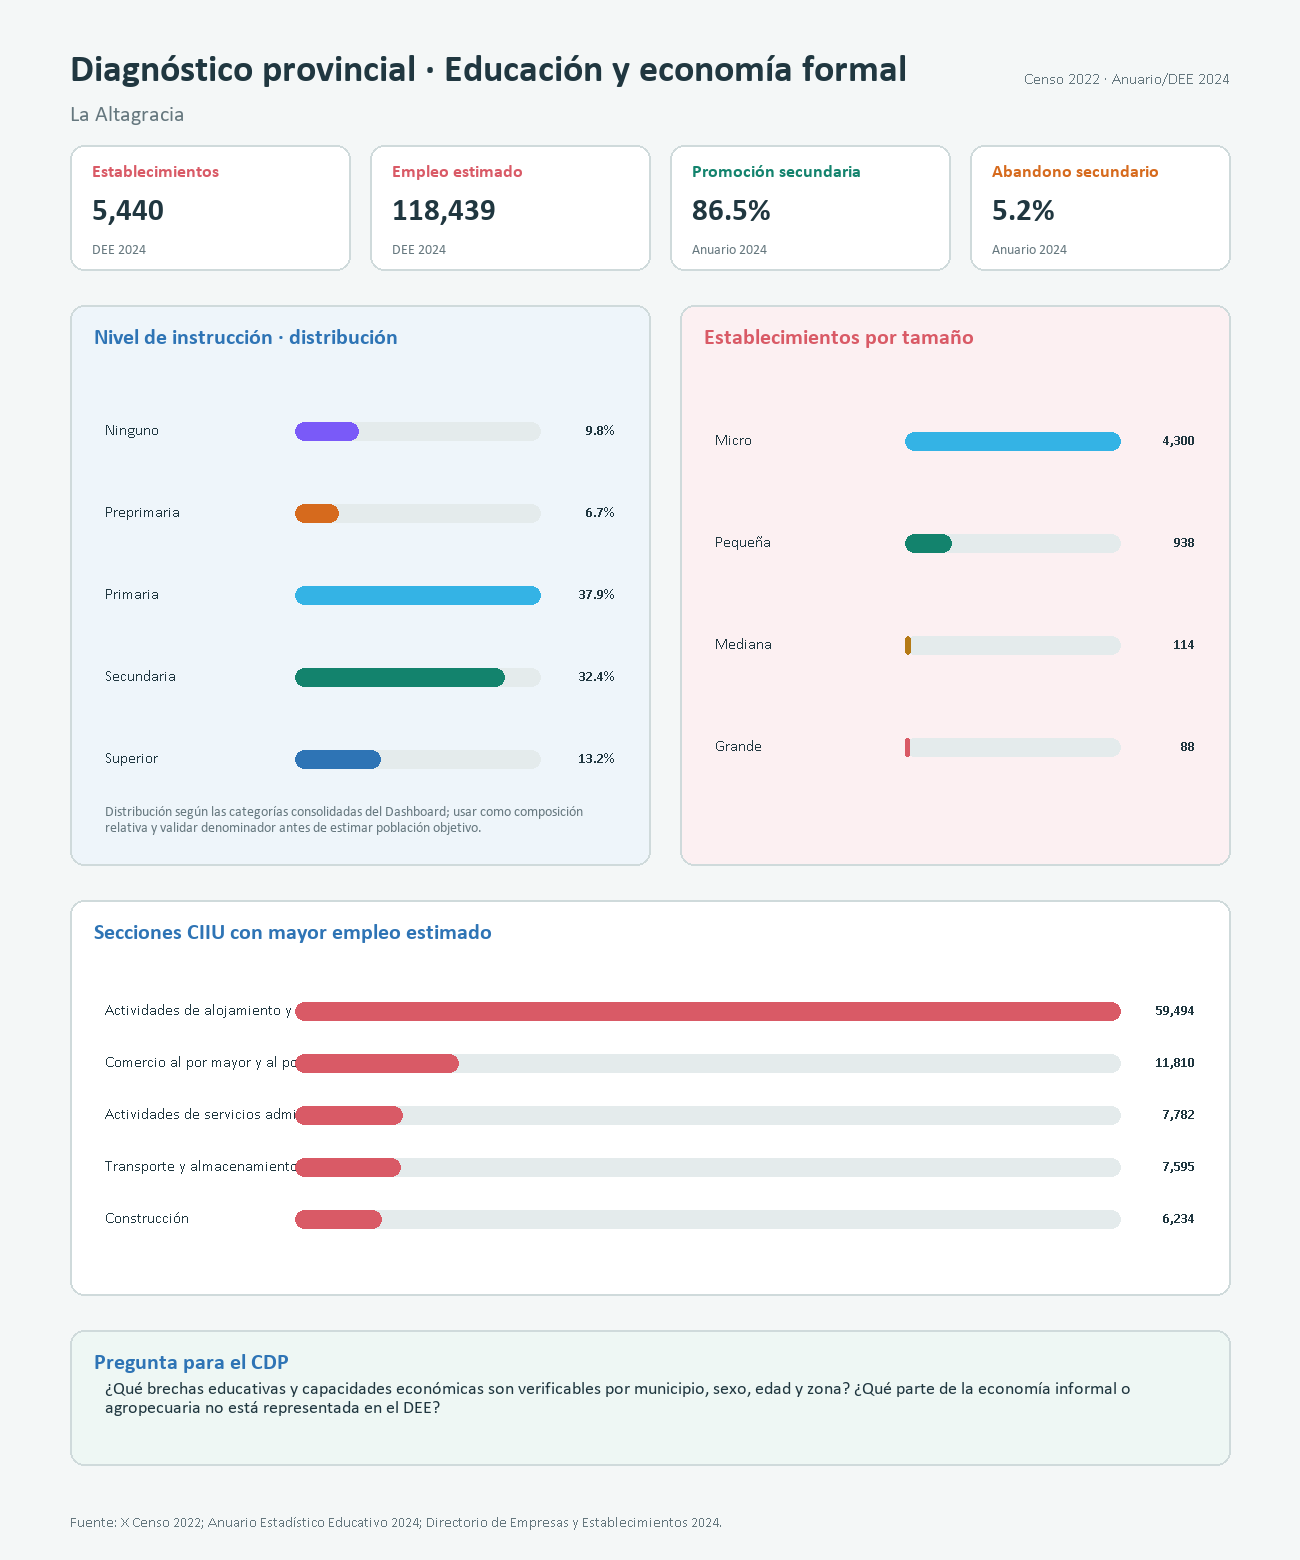 Diagnóstico provincial · Educación y economía formal
Censo 2022 · Anuario/DEE 2024
La Altagracia
Establecimientos
5,440
DEE 2024
Empleo estimado
118,439
DEE 2024
Promoción secundaria
86.5%
Anuario 2024
Abandono secundario
5.2%
Anuario 2024
Nivel de instrucción · distribución
Ninguno 9.8%
Preprimaria 6.7%
Primaria 37.9%
Secundaria 32.4%
Superior 13.2%
Distribución según las categorías consolidadas del Dashboard; usar como composición
relativa y validar denominador antes de estimar población objetivo.
Establecimientos por tamaño
Micro 4,300
Pequeña 938
Mediana 114
Grande 88
Secciones CIIU con mayor empleo estimado
Actividades de alojamiento y 59,494
Comercio al por mayor y al po 11,810
Actividades de servicios admi 7,782
Transporte y almacenamiento 7,595
Construcción 6,234
Pregunta para el CDP
¿Qué brechas educativas y capacidades económicas son verificables por municipio, sexo, edad y zona? ¿Qué parte de la economía informal o
agropecuaria no está representada en el DEE?
Fuente: X Censo 2022; Anuario Estadístico Educativo 2024; Directorio de Empresas y Establecimientos 2024.